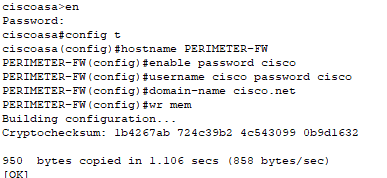 ciscoasa>en
Password:
ciscoasa#config t
ciscoasa(config)#hostname PERIMETER-FW
PERIMETER-FW(config)#enable password cisco
PERIMETER-FW(config)#username cisco password cisco
PERIMETER-FW(config)#domain-name cisco.net
PERIMETER-FW(config)#wr mem
Building configuration...
Cryptochecksum: 1b4267ab 724c39b2 4c543099 0b9d1632
950 bytes copied in 1.106 secs (858 bytes/sec)
[OK]